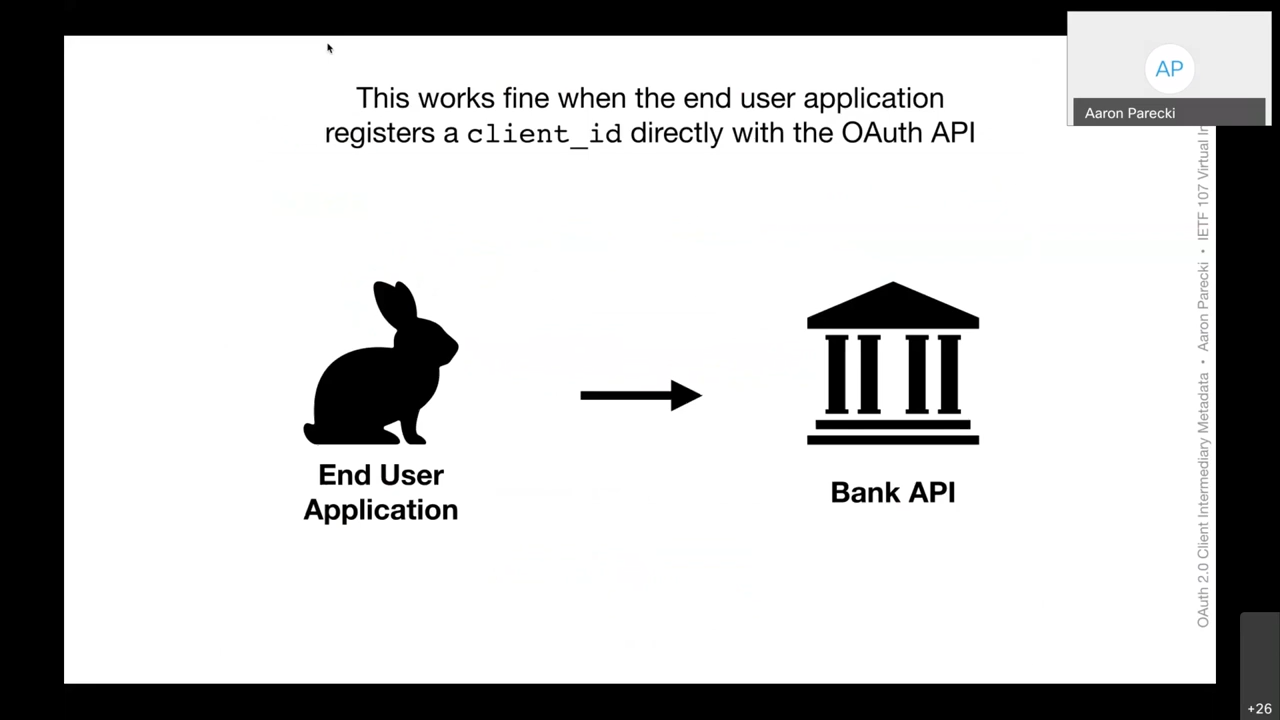 This works fine when the end user application
registers a client_id directly with the OAuth API
AP
Aaron Parecki
End User
Application
Bank API
OAuth 2.0 Client Intermediary Metadata • Aaron Parecki • IETF 107 Virtual
+26